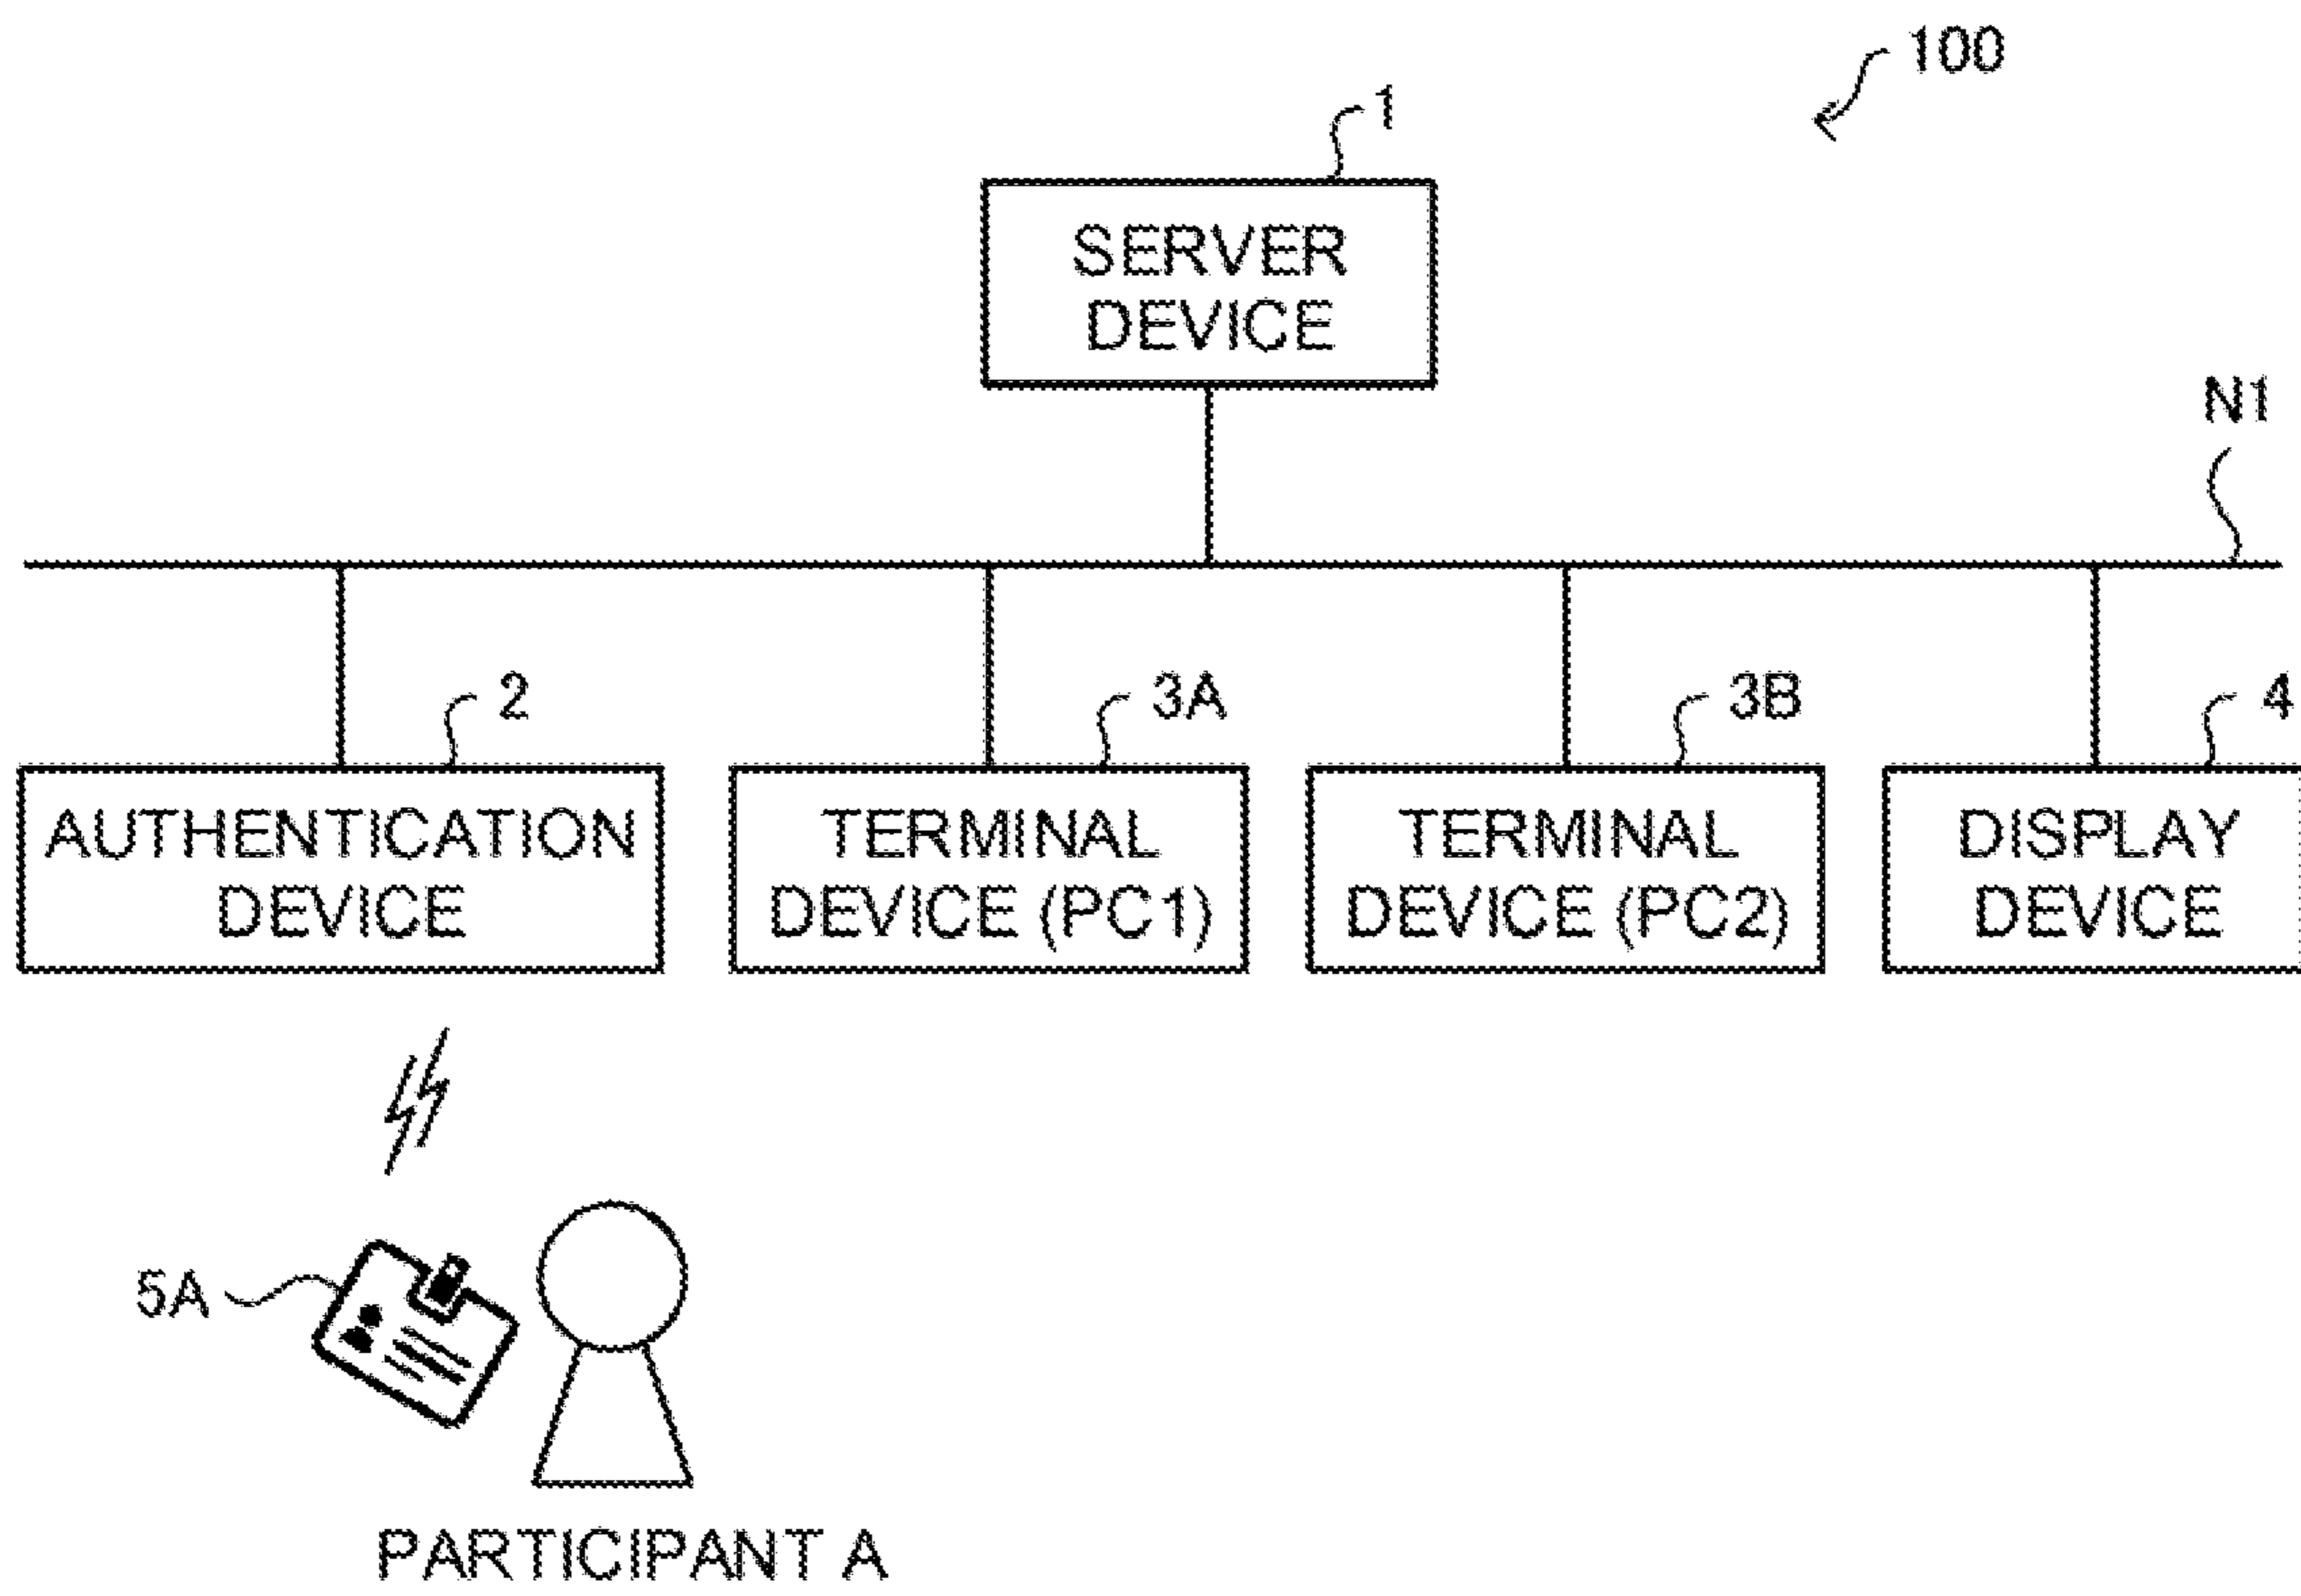 100
1
SERVER
DEVICE
N1
2
3A
3B
4
AUTHENTICATION
DEVICE
TERMINAL
DEVICE (PC1)
TERMINAL
DEVICE (PC2)
DISPLAY
DEVICE
5A
PARTICIPANT A